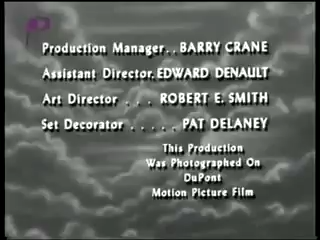 Production Manager.. BARRY CRANE
Assistant Director. EDWARD DENAULT
Art Director . . . ROBERT E. SMITH
Set Decorator . . . . . PAT DELANEY
This Production
Was Photographed On
DuPont
Motion Picture Film